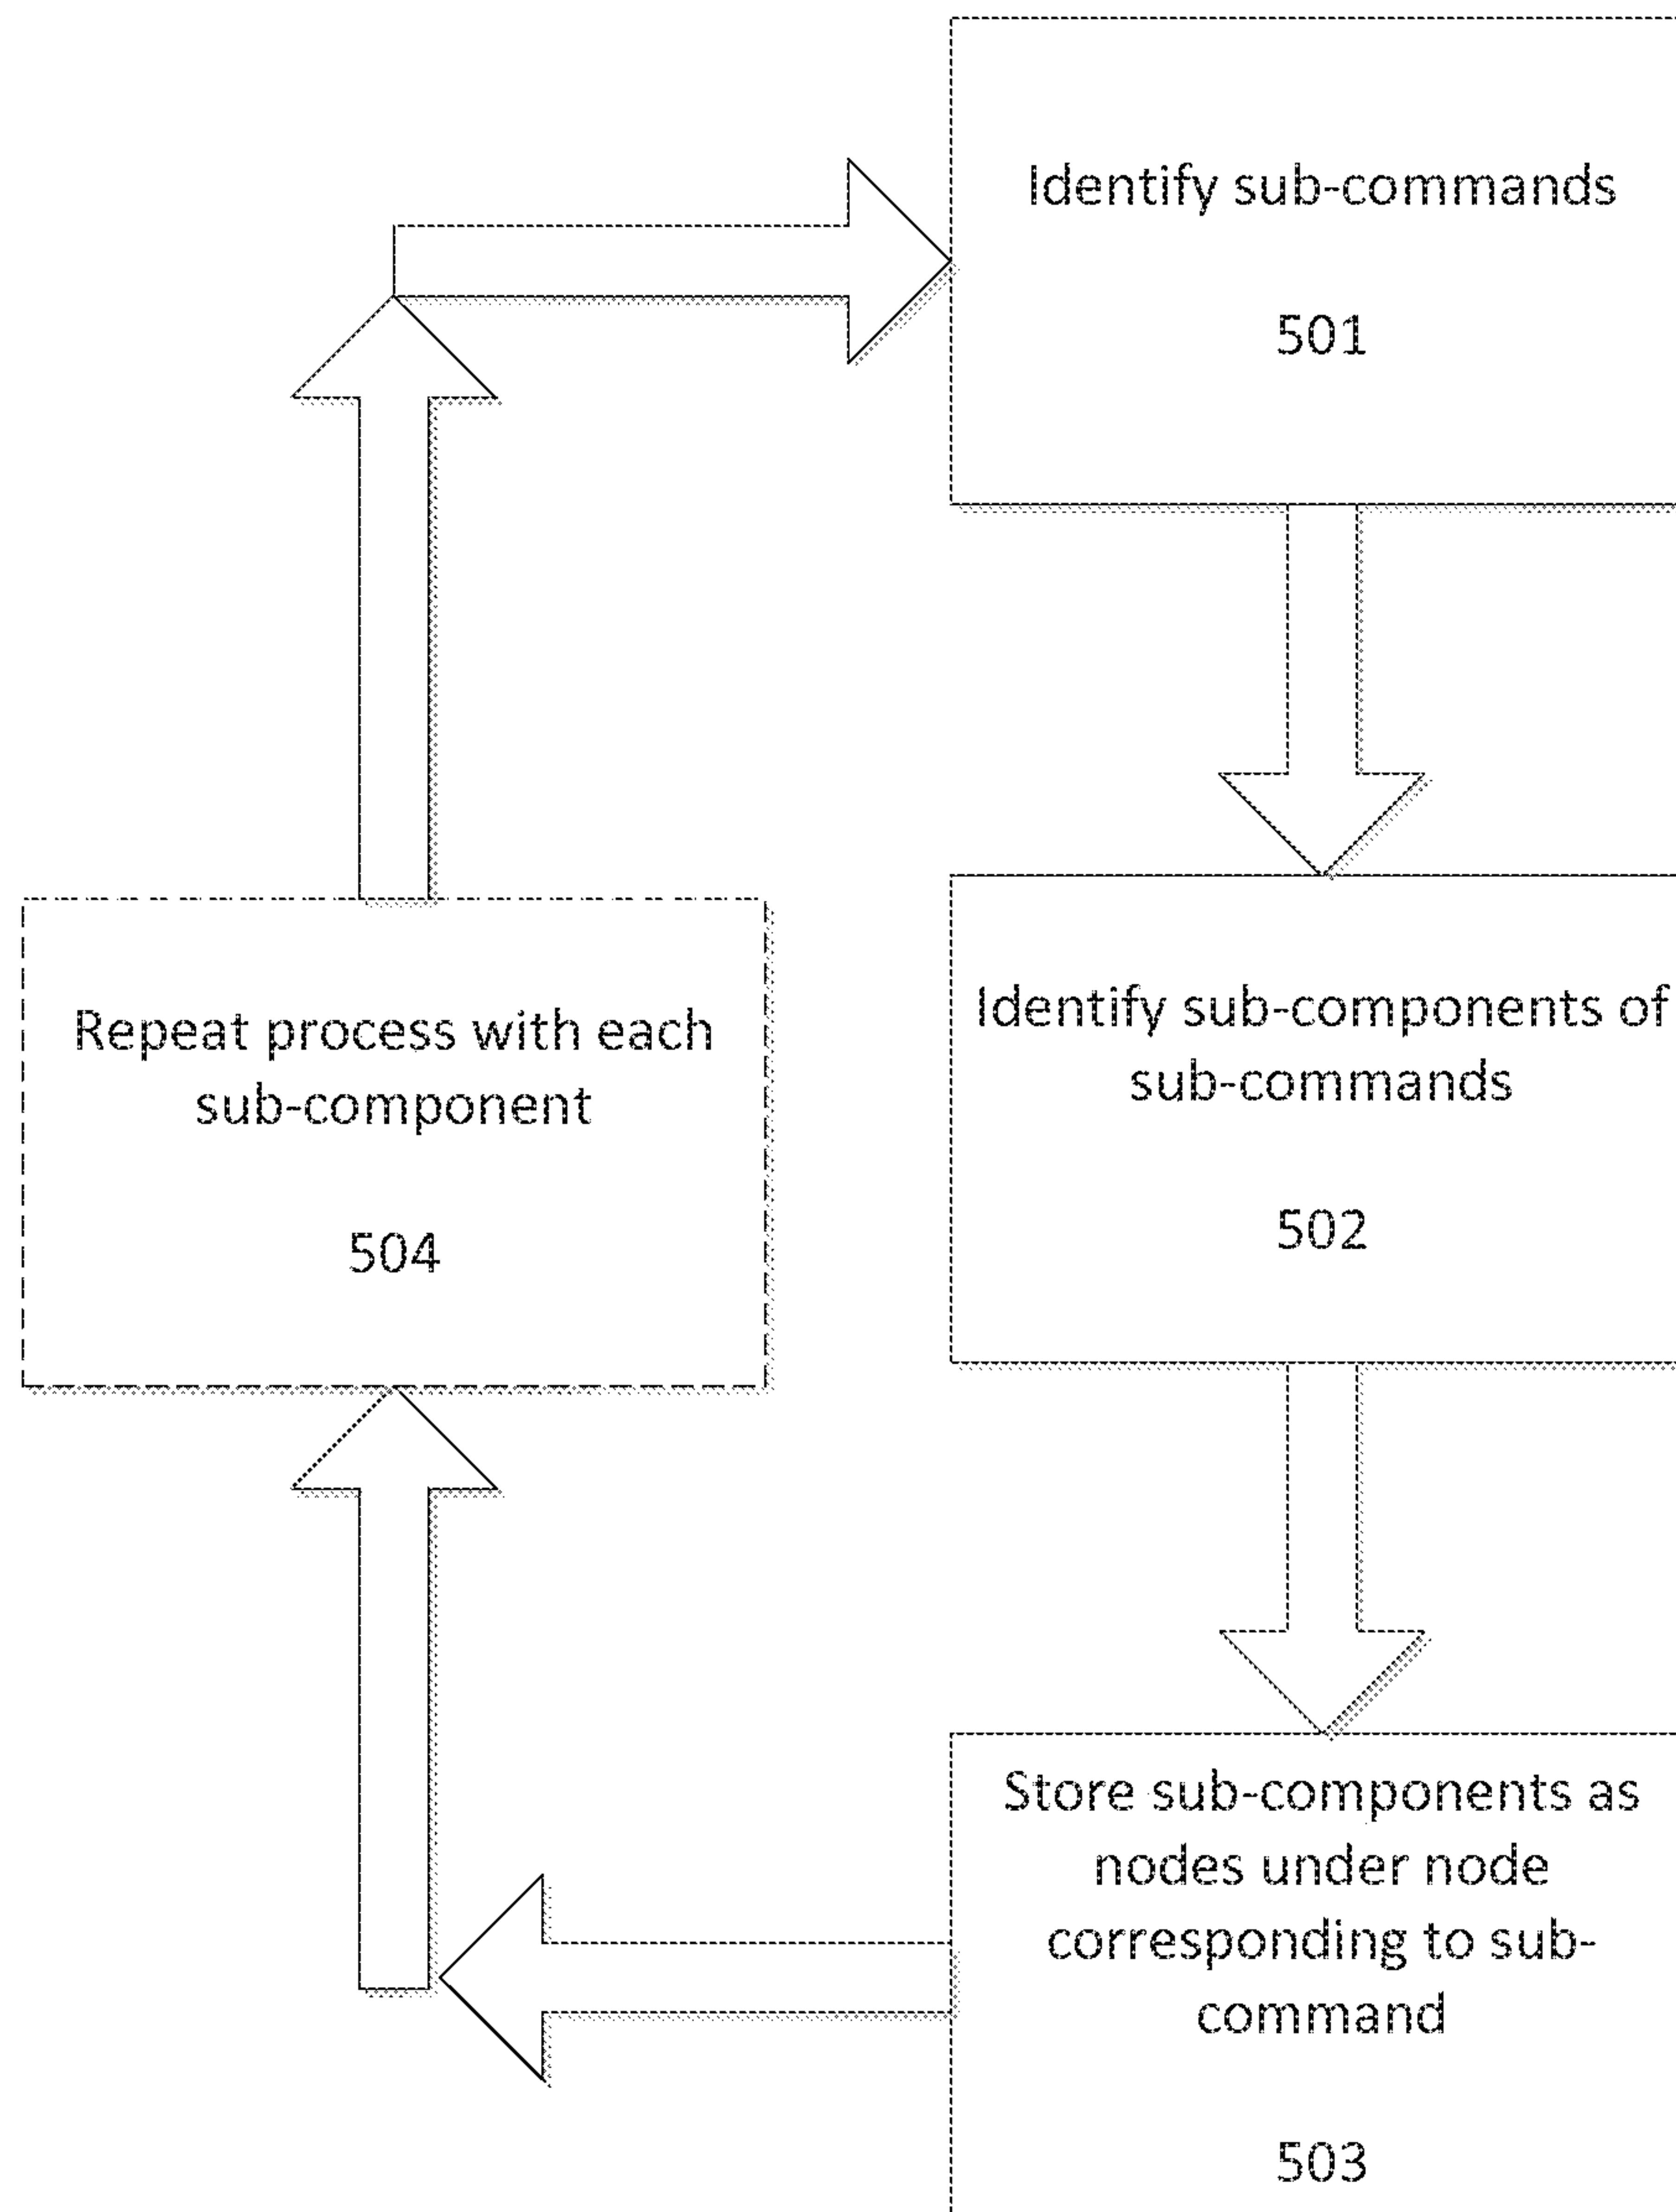 Identify sub-commands
501
Identify sub-components of
sub-commands
502
Store sub-components as
nodes under node
corresponding to sub-
command
503
Repeat process with each
sub-component
504